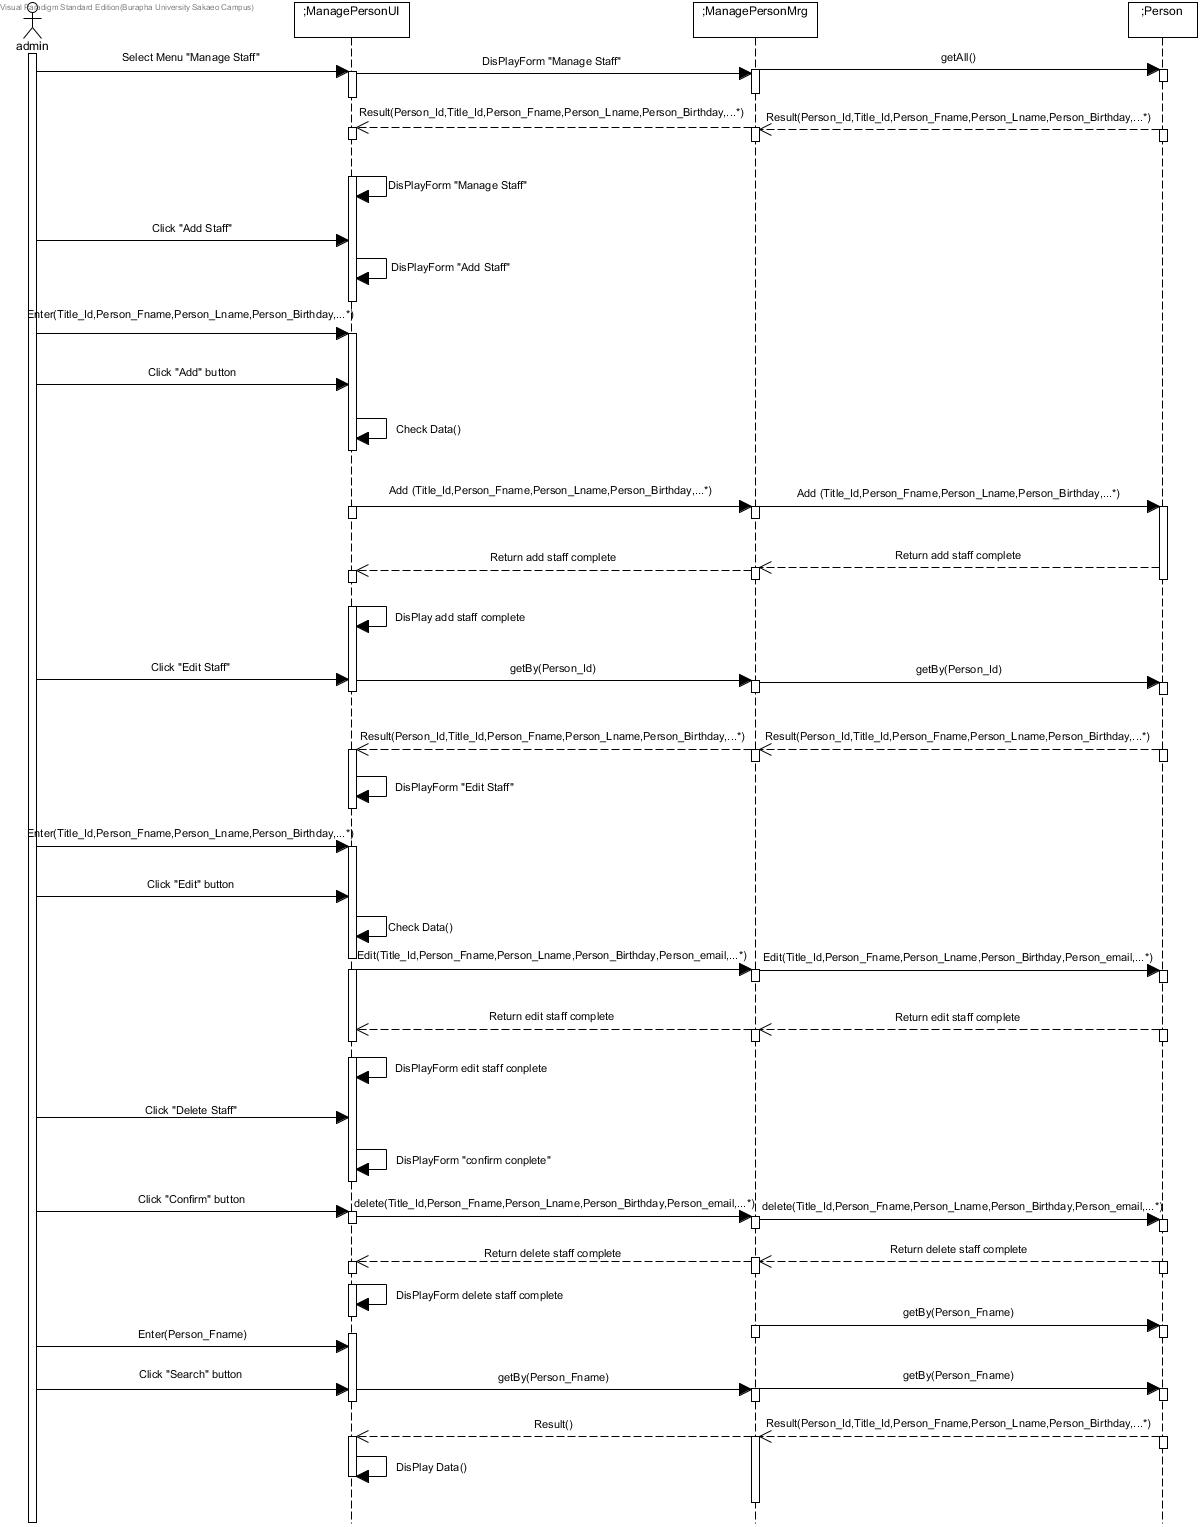 Visual Paradigm Standard Edition(Burapha University Sakaeo Campus)
admin
;ManagePersonUI
;ManagePersonMrg
;Person
Select Menu "Manage Staff"
DisPlayForm "Manage Staff"
getAll()
Result(Person_Id,Title_Id,Person_Fname,Person_Lname,Person_Birthday,...*)
Result(Person_Id,Title_Id,Person_Fname,Person_Lname,Person_Birthday,...*)
DisPlayForm "Manage Staff"
Click "Add Staff"
DisPlayForm "Add Staff"
Enter(Title_Id,Person_Fname,Person_Lname,Person_Birthday,...*)
Click "Add" button
Check Data()
Add (Title_Id,Person_Fname,Person_Lname,Person_Birthday,...*)
Add (Title_Id,Person_Fname,Person_Lname,Person_Birthday,...*)
Return add staff complete
Return add staff complete
DisPlay add staff complete
Click "Edit Staff"
getBy(Person_Id)
getBy(Person_Id)
Result(Person_Id,Title_Id,Person_Fname,Person_Lname,Person_Birthday,...*)
Result(Person_Id,Title_Id,Person_Fname,Person_Lname,Person_Birthday,...*)
DisPlayForm "Edit Staff"
Enter(Title_Id,Person_Fname,Person_Lname,Person_Birthday,...*)
Click "Edit" button
Check Data()
Edit(Title_Id,Person_Fname,Person_Lname,Person_Birthday,Person_email,...*)
Edit(Title_Id,Person_Fname,Person_Lname,Person_Birthday,Person_email,...*)
Return edit staff complete
Return edit staff complete
DisPlayForm edit staff conplete
Click "Delete Staff"
DisPlayForm "confirm conplete"
Click "Confirm" button
delete(Title_Id,Person_Fname,Person_Lname,Person_Birthday,Person_email,...*)
delete(Title_Id,Person_Fname,Person_Lname,Person_Birthday,Person_email,...*)
Return delete staff complete
Return delete staff complete
DisPlayForm delete staff complete
getBy(Person_Fname)
Enter(Person_Fname)
Click "Search" button
getBy(Person_Fname)
getBy(Person_Fname)
Result()
Result(Person_Id,Title_Id,Person_Fname,Person_Lname,Person_Birthday,...*)
DisPlay Data()